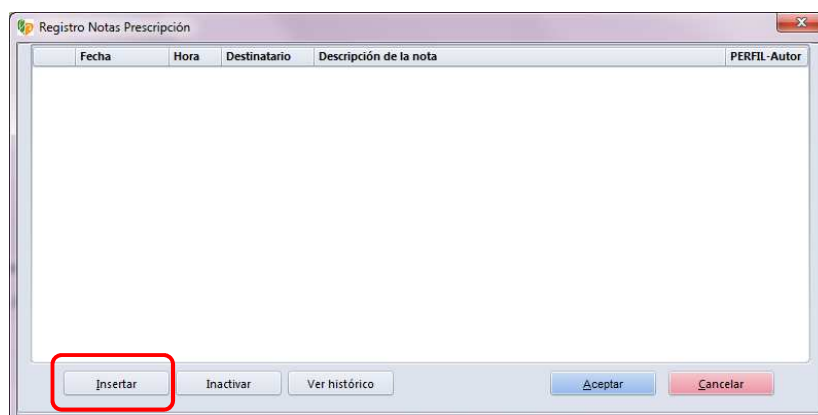 Registro Notas Prescripción
Fecha Hora Destinatario Descripción de la nota PERFIL-Autor
Insertar Inactivar Ver histórico Aceptar Cancelar